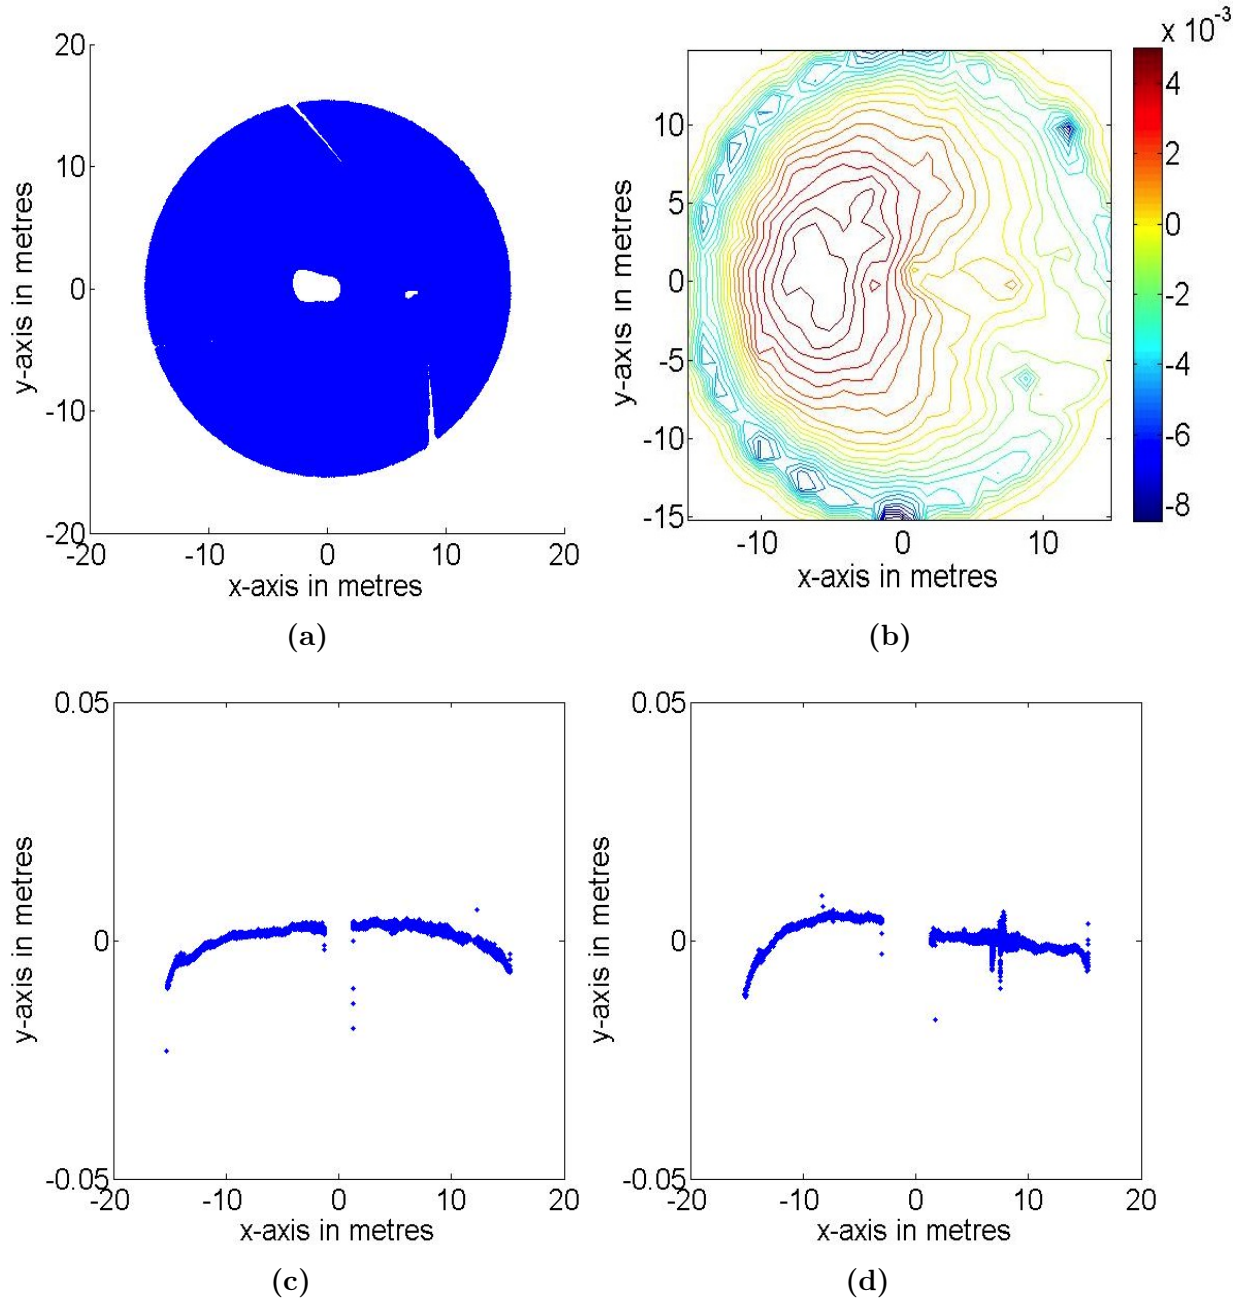 20
10
0
-10
-20
-20 -10 0 10 20
x-axis in metres
y-axis in metres
(a)
10
5
0
-5
-10
-15
-10 0 10
x-axis in metres
y-axis in metres
x 10^-3
4
2
0
-2
-4
-6
-8
(b)
0.05
0
-0.05
-20 -10 0 10 20
x-axis in metres
y-axis in metres
(c)
0.05
0
-0.05
-20 -10 0 10 20
x-axis in metres
y-axis in metres
(d)